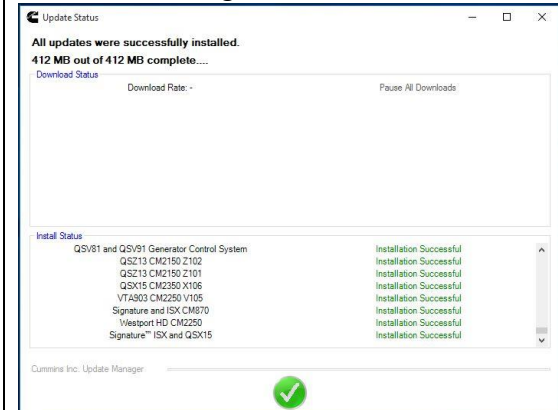 Update Status
All updates were successfully installed.
412 MB out of 412 MB complete....
Download Status
Download Rate: - Pause All Downloads
Install Status
QSV81 and QSV91 Generator Control System Installation Successful
QSZ13 CM2150 Z102 Installation Successful
QSZ13 CM2150 Z101 Installation Successful
QSX15 CM2350 X106 Installation Successful
VTA903 CM2250 V105 Installation Successful
Signature and ISX CM870 Installation Successful
Westport HD CM2250 Installation Successful
Signature™ ISX and QSX15 Installation Successful
Cummins Inc. Update Manager